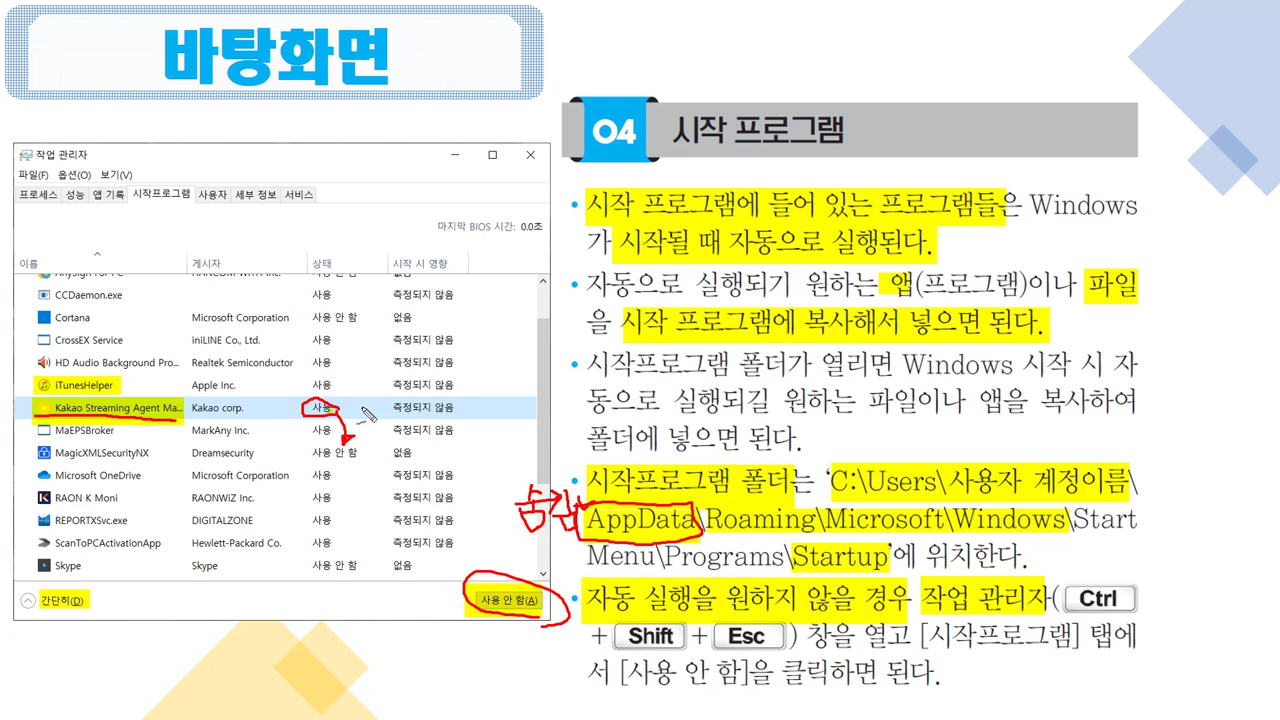 바탕화면
04 시작 프로그램
작업 관리자
파일(F) 옵션(O) 보기(V)
프로세스 성능 앱 기록 시작프로그램 사용자 세부 정보 서비스
마지막 BIOS 시간: 0.0초
이름 게시자 상태 시작 시 영향
CCDaemon.exe 사용 측정되지 않음
Cortana Microsoft Corporation 사용 안 함 없음
CrossEX Service iniLINE Co., Ltd. 사용 측정되지 않음
HD Audio Background Pro... Realtek Semiconductor 사용 측정되지 않음
iTunesHelper Apple Inc. 사용 측정되지 않음
Kakao Streaming Agent Ma... Kakao corp. 사용 측정되지 않음
MaEPSBroker MarkAny Inc. 사용 측정되지 않음
MagicXMLSecurityNX Dreamsecurity 사용 안 함 없음
Microsoft OneDrive Microsoft Corporation 사용 측정되지 않음
RAON K Moni RAONWiZ Inc. 사용 측정되지 않음
REPORTXSvc.exe DIGITALZONE 사용 측정되지 않음
ScanToPCActivationApp Hewlett-Packard Co. 사용 측정되지 않음
Skype Skype 사용 안 함 없음
간단히(D) 사용 안 함(A)
• 시작 프로그램에 들어 있는 프로그램들은 Windows
가 시작될 때 자동으로 실행된다.
• 자동으로 실행되기 원하는 앱(프로그램)이나 파일
을 시작 프로그램에 복사해서 넣으면 된다.
• 시작프로그램 폴더가 열리면 Windows 시작 시 자
동으로 실행되길 원하는 파일이나 앱을 복사하여
폴더에 넣으면 된다.
• 시작프로그램 폴더는 ‘C:\Users\사용자 계정이름\
AppData\Roaming\Microsoft\Windows\Start
Menu\Programs\Startup’에 위치한다.
• 자동 실행을 원하지 않을 경우 작업 관리자(Ctrl
+Shift+Esc) 창을 열고 [시작프로그램] 탭에
서 [사용 안 함]을 클릭하면 된다.